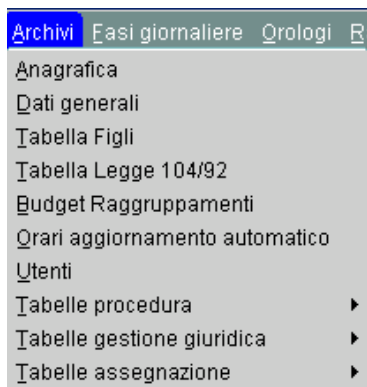 Archivi Fasi giornaliere Orologi R
Anagrafica
Dati generali
Tabella Figli
Tabella Legge 104/92
Budget Raggruppamenti
Orari aggiornamento automatico
Utenti
Tabelle procedura
Tabelle gestione giuridica
Tabelle assegnazione